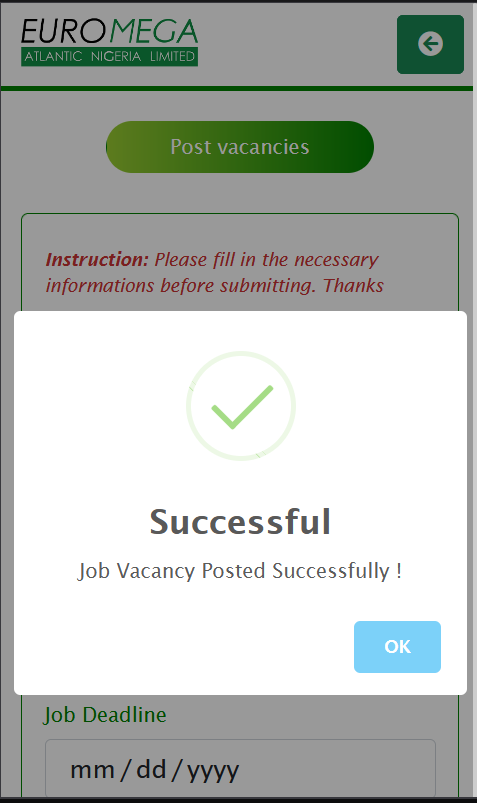 EUROMEGA
ATLANTIC NIGERIA LIMITED
Post vacancies
Instruction: Please fill in the necessary
informations before submitting. Thanks
Successful
Job Vacancy Posted Successfully !
OK
Job Deadline
mm/dd/yyyy